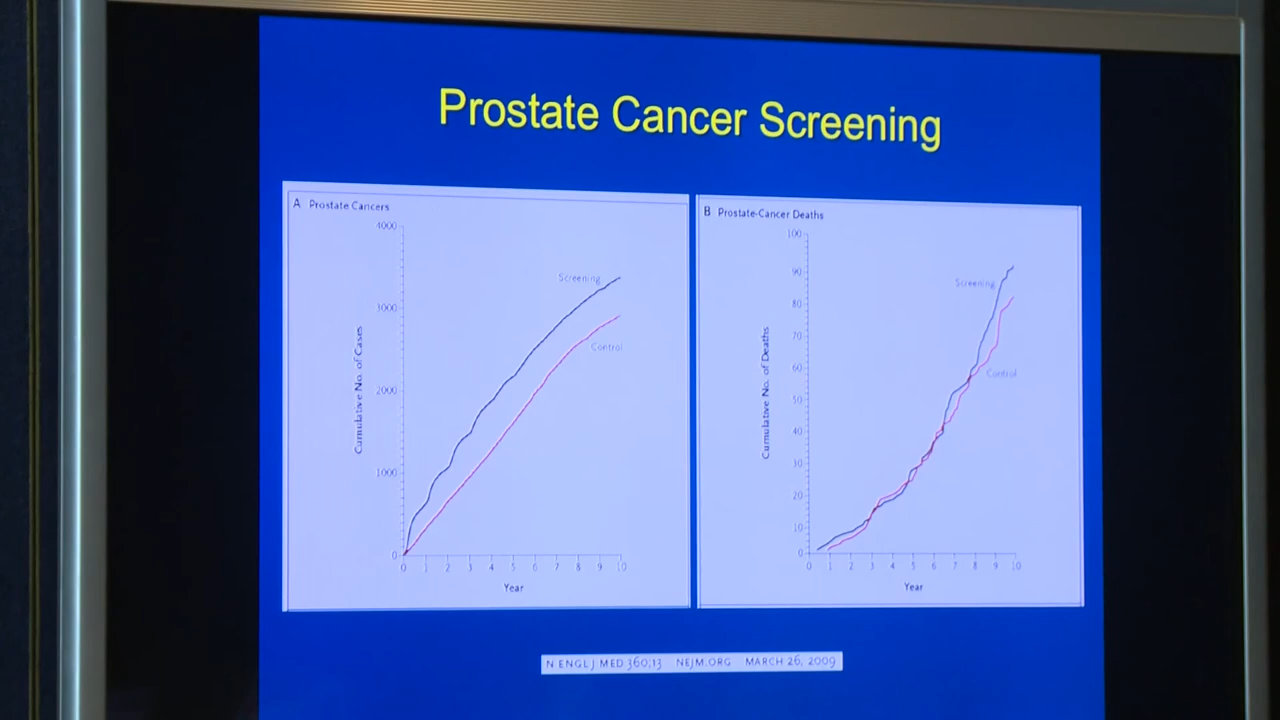 Prostate Cancer Screening
A Prostate Cancers
4000
3000
2000
1000
0
Cumulative No. of Cases
Screening
Control
0 1 2 3 4 5 6 7 8 9 10
Year
B Prostate-Cancer Deaths
100
90
80
70
60
50
40
30
20
10
0
Cumulative No. of Deaths
Screening
Control
0 1 2 3 4 5 6 7 8 9 10
Year
N ENGL J MED 360;13 NEJM.ORG MARCH 26, 2009